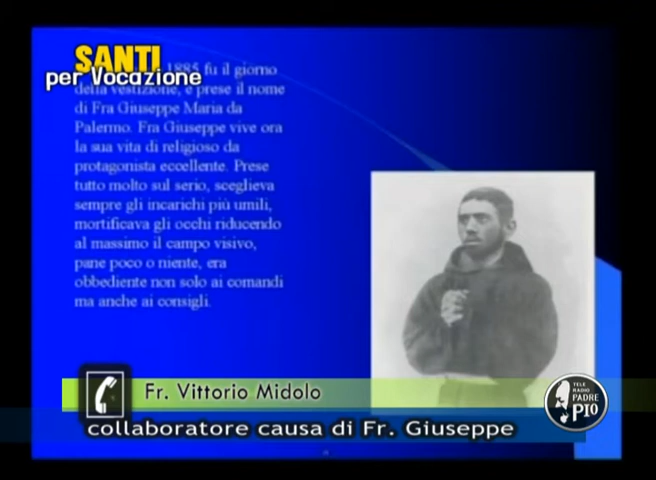 SANTI
per Vocazione
1885 fu il giorno
della vestizione, e prese il nome
di Fra Giuseppe Maria da
Palermo. Fra Giuseppe vive ora
la sua vita di religioso da
protagonista eccellente. Prese
tutto molto sul serio, sceglieva
sempre gli incarichi più umili,
mortificava gli occhi riducendo
al massimo il campo visivo,
pane poco o niente, era
obbediente non solo ai comandi
ma anche ai consigli.
Fr. Vittorio Midolo
collaboratore causa di Fr. Giuseppe
TELE
RADIO
PADRE
PIO